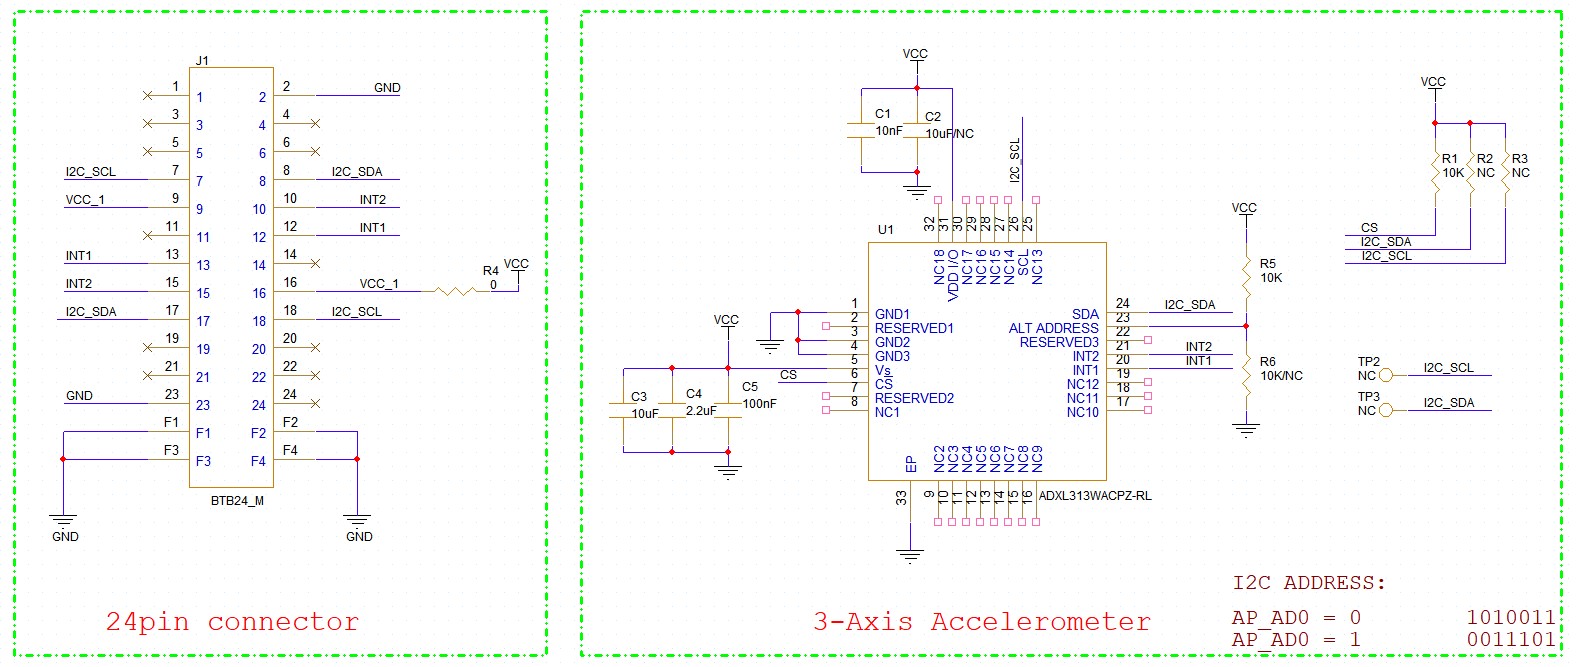 J1
1 1 2 2 GND
3 3 4 4
5 5 6 6
I2C_SCL 7 7 8 8 I2C_SDA
VCC_1 9 9 10 10 INT2
11 11 12 12 INT1
INT1 13 13 14 14
INT2 15 15 16 16 VCC_1 R4 0 VCC
I2C_SDA 17 17 18 18 I2C_SCL
19 19 20 20
21 21 22 22
GND 23 23 24 24
F1 F1 F2 F2
F3 F3 F4 F4
BTB24_M
GND GND
24pin connector
VCC
C1 10nF
C2 10uF/NC
I2C_SCL
U1
32 31 30 29 28 27 26 25
NC18 VDD I/O NC17 NC16 NC15 NC14 SCL NC13
1 GND1
2 RESERVED1
3 GND2
4 GND3
5 Vs
CS 6 CS
7 RESERVED2
8 NC1
VCC
C3 10uF
C4 2.2uF
C5 100nF
SDA 24 I2C_SDA
ALT ADDRESS 23
RESERVED3 22
INT2 21 INT2
INT1 20 INT1
NC12 19
NC11 18
NC10 17
EP NC2 NC3 NC4 NC5 NC6 NC7 NC8 NC9
33 9 10 11 12 13 14 15 16
ADXL313WACPZ-RL
VCC
R5
10K
R6
10K/NC
VCC
R1 R2 R3
10K NC NC
CS
I2C_SDA
I2C_SCL
TP2
NC I2C_SCL
TP3
NC I2C_SDA
3-Axis Accelerometer
I2C ADDRESS:
AP_AD0 = 0 1010011
AP_AD0 = 1 0011101